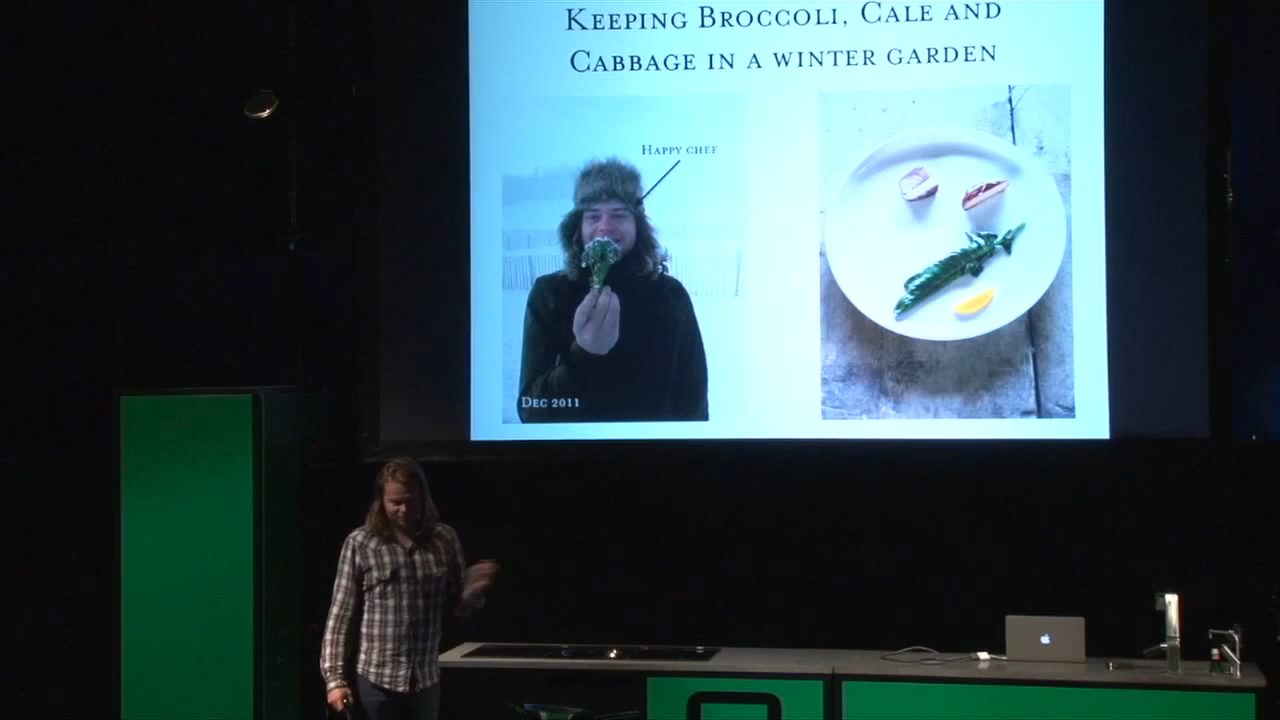 Keeping Broccoli, Cale and
Cabbage in a winter garden
Happy chef
Dec 2011